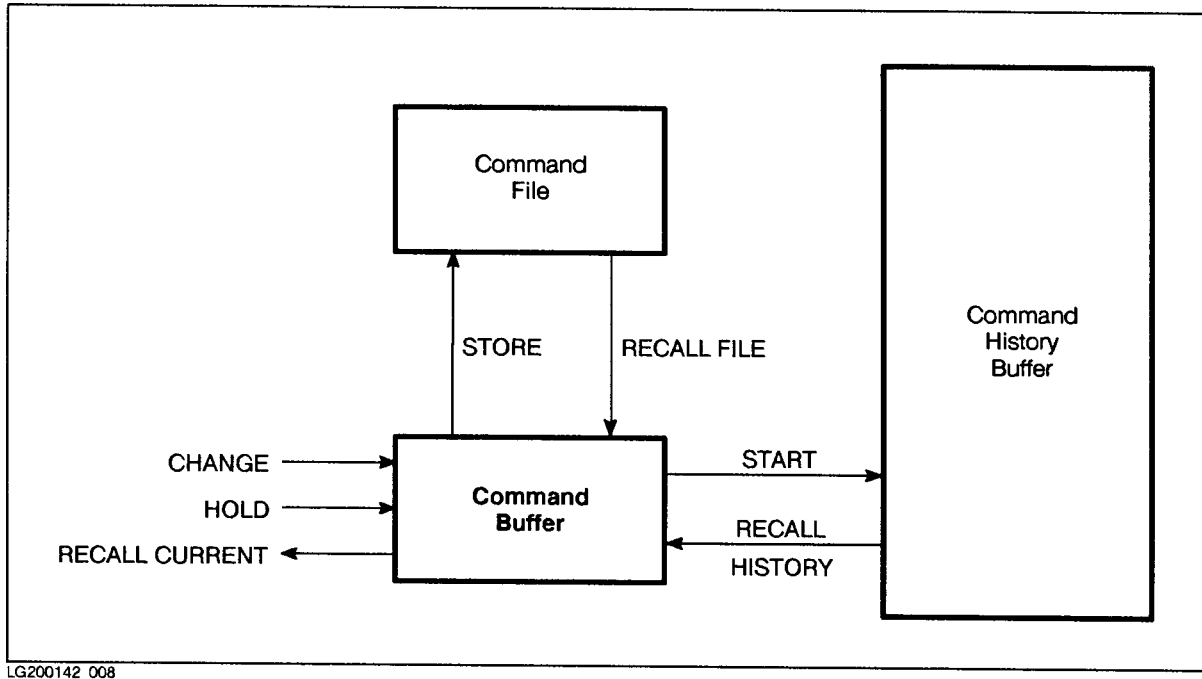 Command
File
Command
History
Buffer
STORE
RECALL FILE
CHANGE
HOLD
RECALL CURRENT
Command
Buffer
START
RECALL
HISTORY
LG200142 008